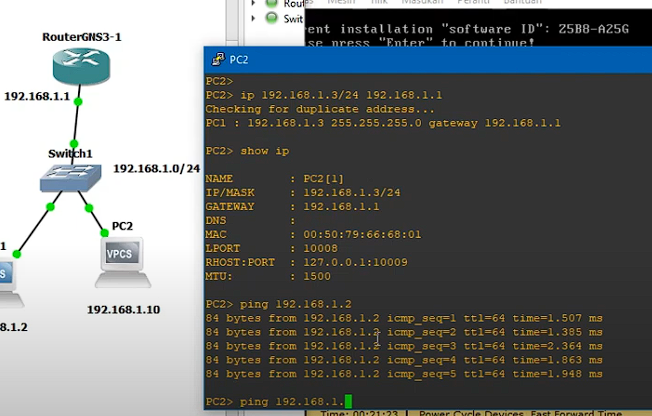 RouterGNS3-1
192.168.1.1
Switch1
192.168.1.0/24
PC2
VPCS
192.168.1.10
1
8.1.2
Mesin Masukan Peranti Bantuan
Rout
Swit
ent installation "software ID": Z5B8-AZ5G
se press "Enter" to continue!
PC2
PC2>
PC2> ip 192.168.1.3/24 192.168.1.1
Checking for duplicate address...
PC1 : 192.168.1.3 255.255.255.0 gateway 192.168.1.1
PC2> show ip
NAME : PC2[1]
IP/MASK : 192.168.1.3/24
GATEWAY : 192.168.1.1
DNS :
MAC : 00:50:79:66:68:01
LPORT : 10008
RHOST:PORT : 127.0.0.1:10009
MTU: : 1500
PC2> ping 192.168.1.2
84 bytes from 192.168.1.2 icmp_seq=1 ttl=64 time=1.507 ms
84 bytes from 192.168.1.2 icmp_seq=2 ttl=64 time=1.385 ms
84 bytes from 192.168.1.2 icmp_seq=3 ttl=64 time=2.364 ms
84 bytes from 192.168.1.2 icmp_seq=4 ttl=64 time=1.863 ms
84 bytes from 192.168.1.2 icmp_seq=5 ttl=64 time=1.948 ms
PC2> ping 192.168.1.
Time: 00:21:23 Power Cycle Devices, Fast Forward Time